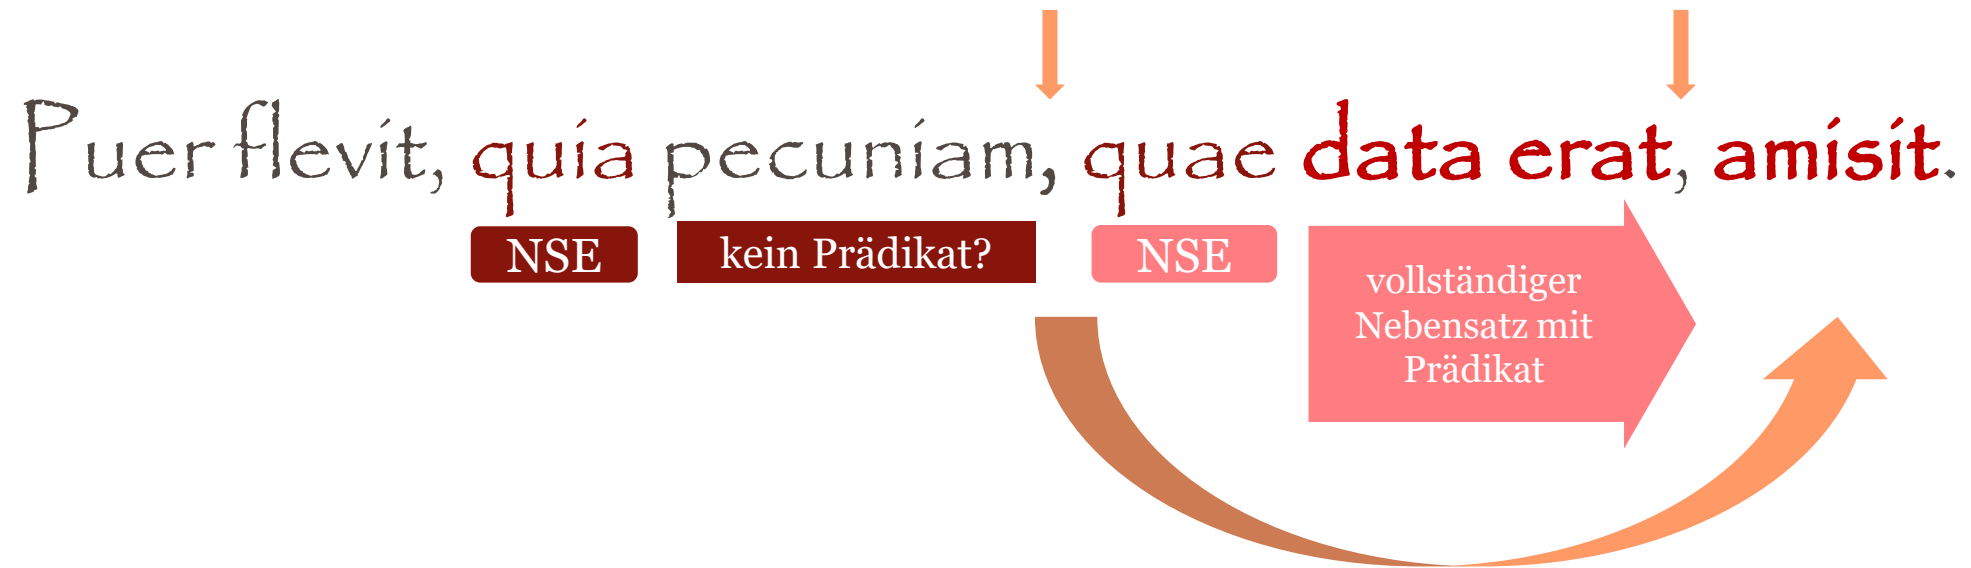 Puer flevit, quia pecuniam, quae data erat, amisit.
NSE
kein Prädikat?
NSE
vollständiger
Nebensatz mit
Prädikat